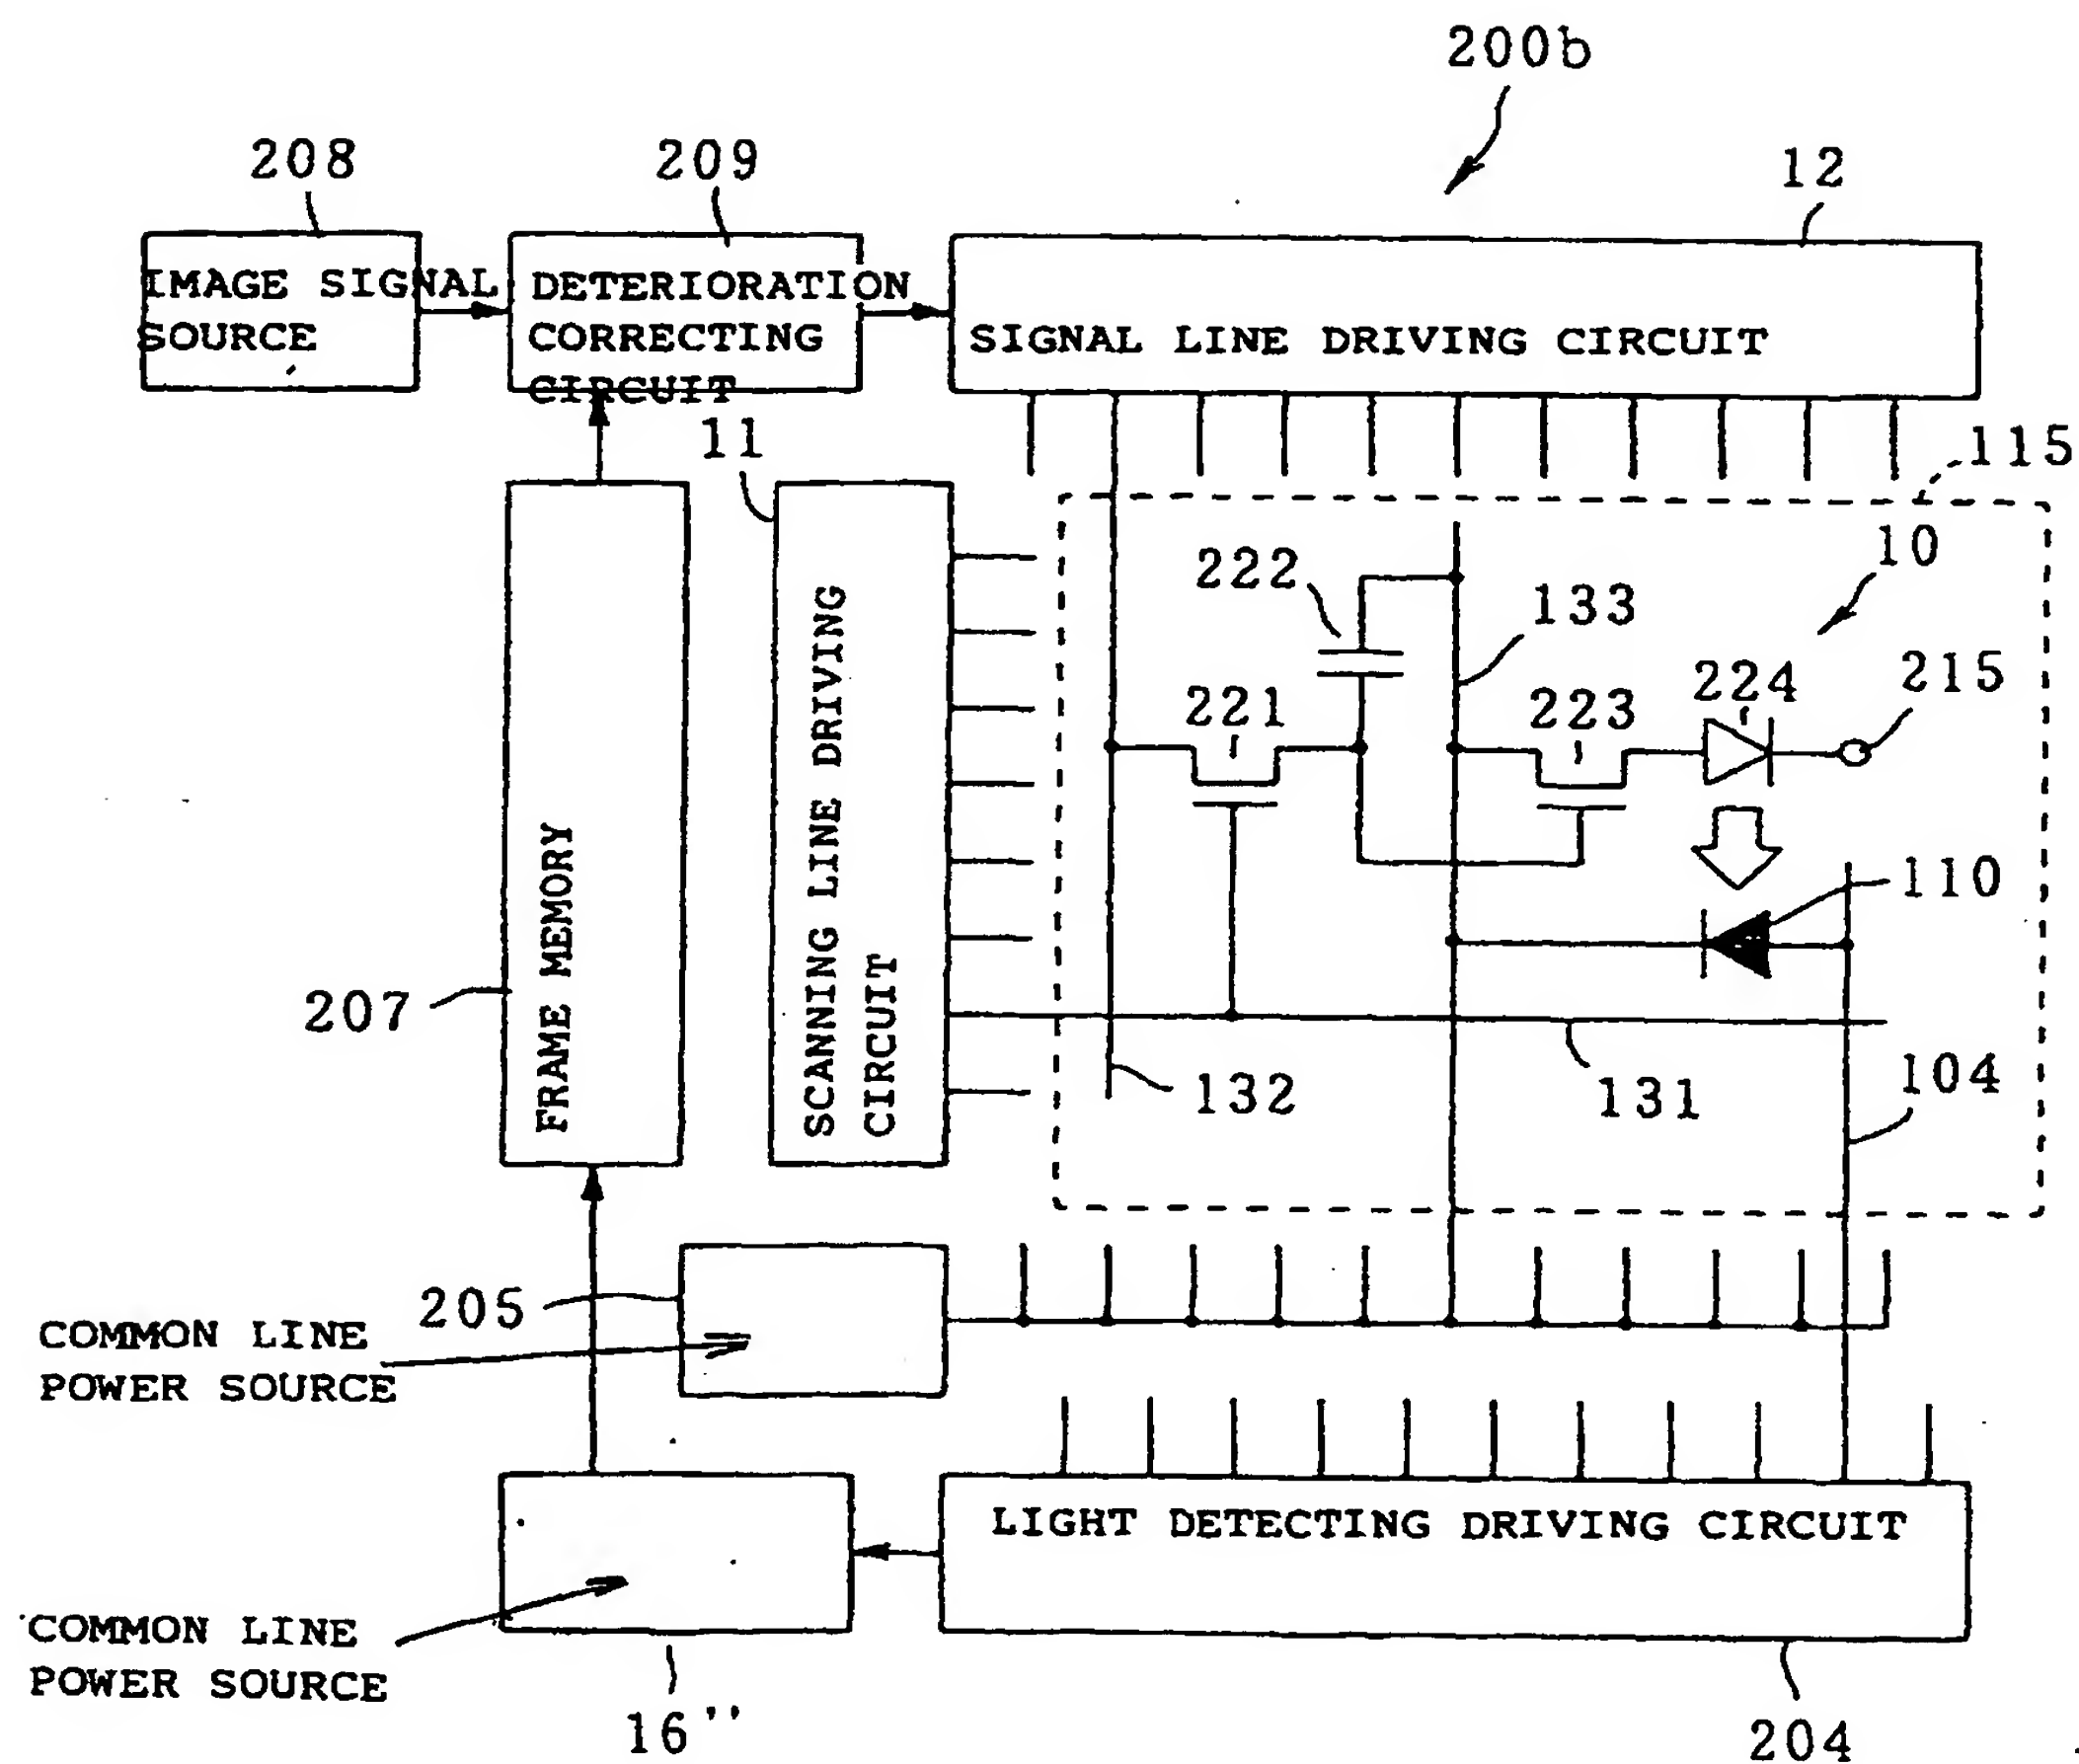 200b
208
209
12
IMAGE SIGNAL
SOURCE
DETERIORATION
CORRECTING
CIRCUIT
SIGNAL LINE DRIVING CIRCUIT
11
115
10
222
133
224
215
221
223
FRAME MEMORY
SCANNING LINE DRIVING
CIRCUIT
110
207
132
131
104
205
COMMON LINE
POWER SOURCE
LIGHT DETECTING DRIVING CIRCUIT
COMMON LINE
POWER SOURCE
16''
204